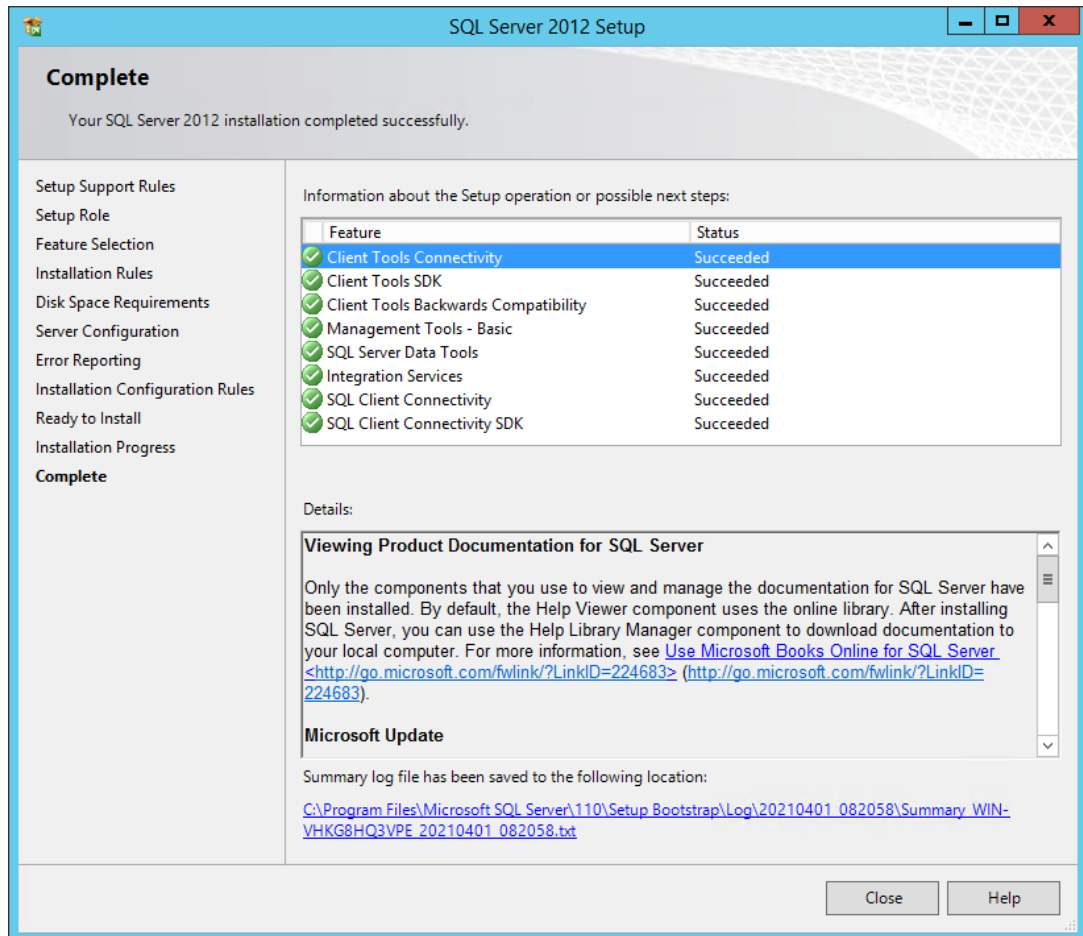 SQL Server 2012 Setup
Complete
Your SQL Server 2012 installation completed successfully.
Setup Support Rules
Setup Role
Feature Selection
Installation Rules
Disk Space Requirements
Server Configuration
Error Reporting
Installation Configuration Rules
Ready to Install
Installation Progress
Complete
Information about the Setup operation or possible next steps:
Feature Status
Client Tools Connectivity Succeeded
Client Tools SDK Succeeded
Client Tools Backwards Compatibility Succeeded
Management Tools - Basic Succeeded
SQL Server Data Tools Succeeded
Integration Services Succeeded
SQL Client Connectivity Succeeded
SQL Client Connectivity SDK Succeeded
Details:
Viewing Product Documentation for SQL Server
Only the components that you use to view and manage the documentation for SQL Server have
been installed. By default, the Help Viewer component uses the online library. After installing
SQL Server, you can use the Help Library Manager component to download documentation to
your local computer. For more information, see Use Microsoft Books Online for SQL Server
<http://go.microsoft.com/fwlink/?LinkID=224683> (http://go.microsoft.com/fwlink/?LinkID=
224683).
Microsoft Update
Summary log file has been saved to the following location:
C:\Program Files\Microsoft SQL Server\110\Setup Bootstrap\Log\20210401_082058\Summary_WIN-
VHKG8HQ3VPE_20210401_082058.txt
Close Help